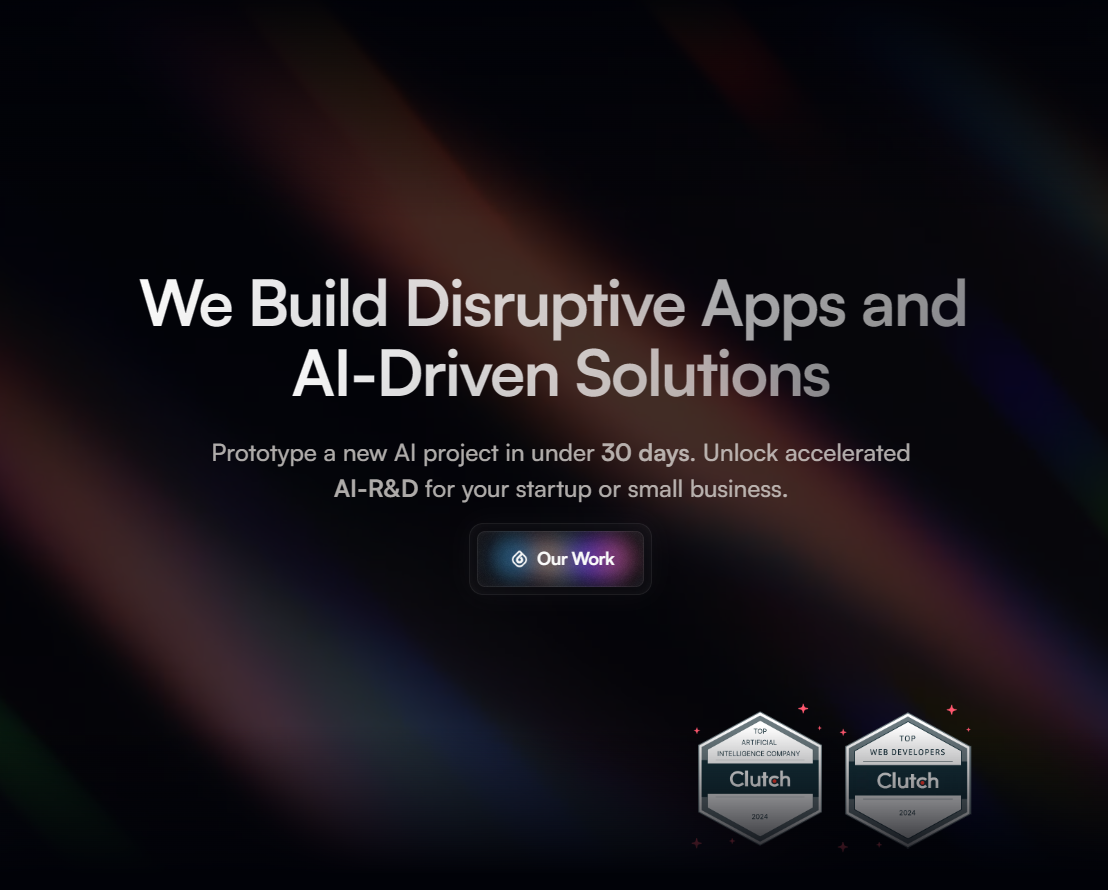 We Build Disruptive Apps and
AI-Driven Solutions
Prototype a new AI project in under 30 days. Unlock accelerated
AI-R&D for your startup or small business.
Our Work
TOP
ARTIFICIAL
INTELLIGENCE COMPANY
Clutch
2024
TOP
WEB DEVELOPERS
Clutch
2024